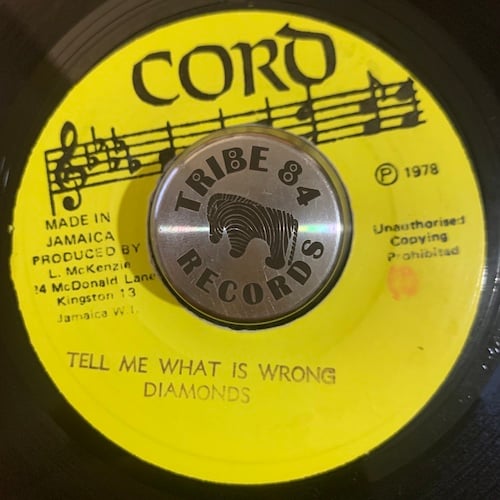 CORD
TRIBE 84
RECORDS
℗ 1978
MADE IN
JAMAICA
PRODUCED BY
L. McKenzie
24 McDonald Lane
Kingston 13
Jamaica W.I.
Unauthorised
Copying
Prohibited
TELL ME WHAT IS WRONG
DIAMONDS